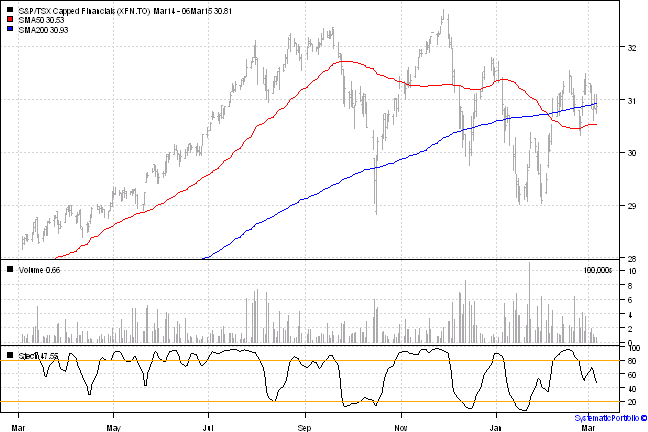 S&P/TSX Capped Financials (XFN.TO) Mar14 - 06Mar15 30.81
SMA50 30.53
SMA200 30.93
32
31
30
29
28
Volume 0.66
100,000s
10
8
6
4
2
0
Stoch 47.55
100
80
60
40
20
Mar May Jul Sep Nov Jan Mar
SystematicPortfolio ©